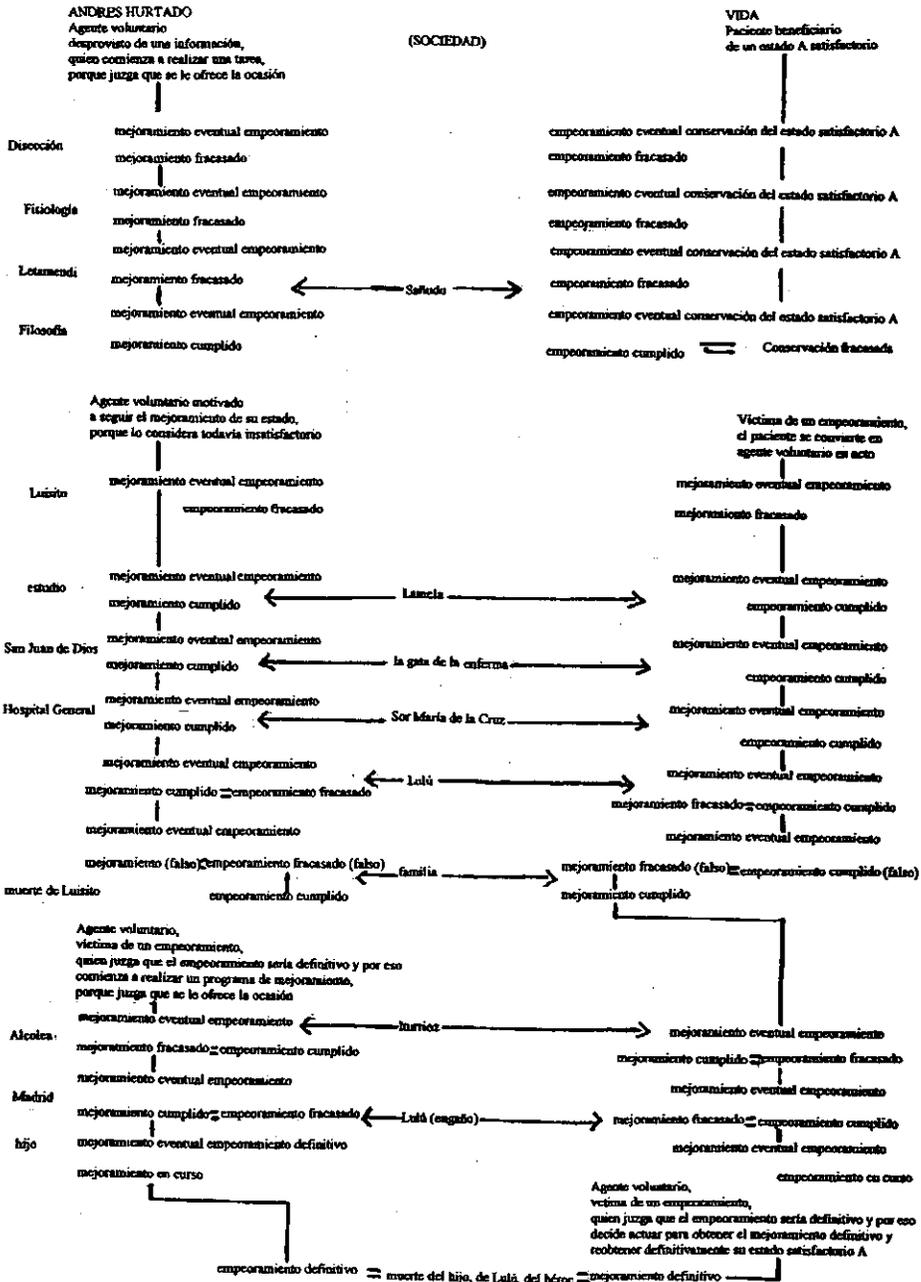 ANDRES HURTADO
Agente voluntario
desprovisto de una información,
quien comienza a realizar una tarea,
porque juzga que se le ofrece la ocasión
(SOCIEDAD)
VIDA
Paciente beneficiario
de un estado A satisfactorio
mejoramiento eventual empeoramiento
empeoramiento eventual conservación del estado satisfactorio A
Disección
mejoramiento fracasado
empeoramiento fracasado
mejoramiento eventual empeoramiento
empeoramiento eventual conservación del estado satisfactorio A
Fisiología
mejoramiento fracasado
empeoramiento fracasado
mejoramiento eventual empeoramiento
empeoramiento eventual conservación del estado satisfactorio A
Letamendi
mejoramiento fracasado
Sañudo
empeoramiento fracasado
mejoramiento eventual empeoramiento
empeoramiento eventual conservación del estado satisfactorio A
Filosofía
mejoramiento cumplido
empeoramiento cumplido = Conservación fracasada
Agente voluntario motivado
a seguir el mejoramiento de su estado,
porque lo considera todavía insatisfactorio
Víctima de un empeoramiento,
el paciente se convierte en
agente voluntario en acto
Luisito
mejoramiento eventual empeoramiento
mejoramiento eventual empeoramiento
empeoramiento fracasado
mejoramiento fracasado
estudio
mejoramiento eventual empeoramiento
mejoramiento eventual empeoramiento
mejoramiento cumplido
Lamela
empeoramiento cumplido
San Juan de Dios
mejoramiento eventual empeoramiento
mejoramiento eventual empeoramiento
mejoramiento cumplido
la gata de la enferma
empeoramiento cumplido
Hospital General
mejoramiento eventual empeoramiento
mejoramiento eventual empeoramiento
mejoramiento cumplido
Sor María de la Cruz
empeoramiento cumplido
mejoramiento eventual empeoramiento
mejoramiento eventual empeoramiento
mejoramiento cumplido = empeoramiento fracasado
Lulú
mejoramiento fracasado = empeoramiento cumplido
mejoramiento eventual empeoramiento
mejoramiento eventual empeoramiento
mejoramiento (falso) = empeoramiento fracasado (falso)
familia
mejoramiento fracasado (falso) = empeoramiento cumplido (falso)
muerte de Luisito
empeoramiento cumplido
mejoramiento cumplido
Agente voluntario,
víctima de un empeoramiento,
quien juzga que el empeoramiento sería definitivo y por eso
comienza a realizar un programa de mejoramiento,
porque juzga que se le ofrece la ocasión
mejoramiento eventual empeoramiento
Iturrioz
mejoramiento eventual empeoramiento
Alcolea
mejoramiento fracasado = empeoramiento cumplido
mejoramiento cumplido = empeoramiento fracasado
mejoramiento eventual empeoramiento
mejoramiento eventual empeoramiento
Madrid
mejoramiento cumplido = empeoramiento fracasado
Lulú (engaño)
mejoramiento fracasado = empeoramiento cumplido
hijo
mejoramiento eventual empeoramiento definitivo
mejoramiento eventual empeoramiento
mejoramiento en curso
empeoramiento en curso
Agente voluntario,
vctima de un empeoramiento,
quien juzga que el empeoramiento sería definitivo y por eso
decide actuar para obtener el mejoramiento definitivo y
reobtener definitivamente su estado satisfactorio A
empeoramiento definitivo = muerte del hijo, de Lulú, del héroe = mejoramiento definitivo